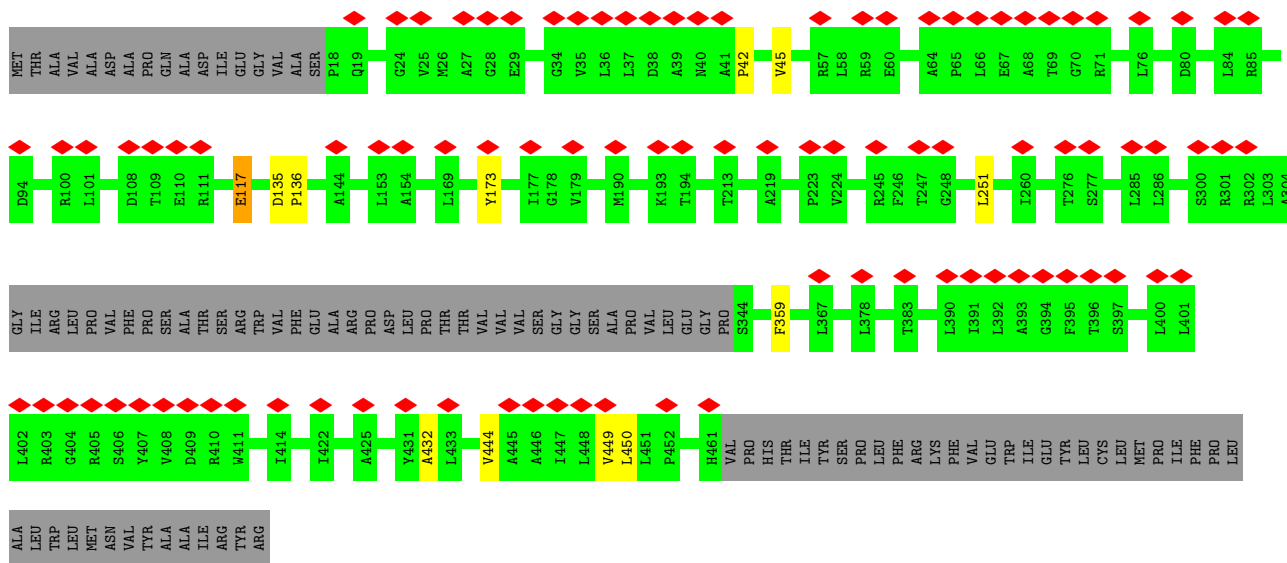 MET THR ALA VAL ALA ASP ALA PRO GLN ALA ASP ILE GLU GLY VAL ALA SER P18 Q19 G24 V25 M26 A27 G28 E29 G34 V35 L36 L37 D38 A39 N40 A41 P42 V45 R57 L58 R59 E60 A64 P65 L66 E67 A68 T69 G70 R71 L76 D80 L84 R85
D94 R100 L101 D108 T109 E110 R111 E117 D135 P136 A144 L153 A154 L169 Y173 I177 G178 V179 M190 K193 T194 T213 A219 P223 V224 R245 F246 T247 G248 L251 I260 T276 S277 L285 L286 S300 R301 R302 L303 A304
GLY ILE ARG LEU PRO VAL PHE PRO SER ALA THR SER ARG TRP VAL PHE GLU ALA ARG PRO ASP LEU PRO THR THR VAL VAL VAL SER GLY GLY SER ALA PRO VAL LEU GLU GLY PRO S344 F359 L367 L378 T383 L390 I391 L392 A393 G394 F395 T396 S397 L400 L401
L402 R403 G404 R405 S406 Y407 V408 D409 R410 W411 I414 I422 A425 Y431 A432 L433 V444 A445 A446 I447 L448 V449 L450 L451 P452 H461 VAL PRO HIS THR ILE TYR SER PRO LEU PHE ARG LYS PHE VAL GLU TRP ILE GLU TYR LEU CYS LEU MET PRO ILE PHE PRO LEU
ALA LEU TRP LEU MET ASN VAL TYR ALA ALA ILE ARG TYR ARG